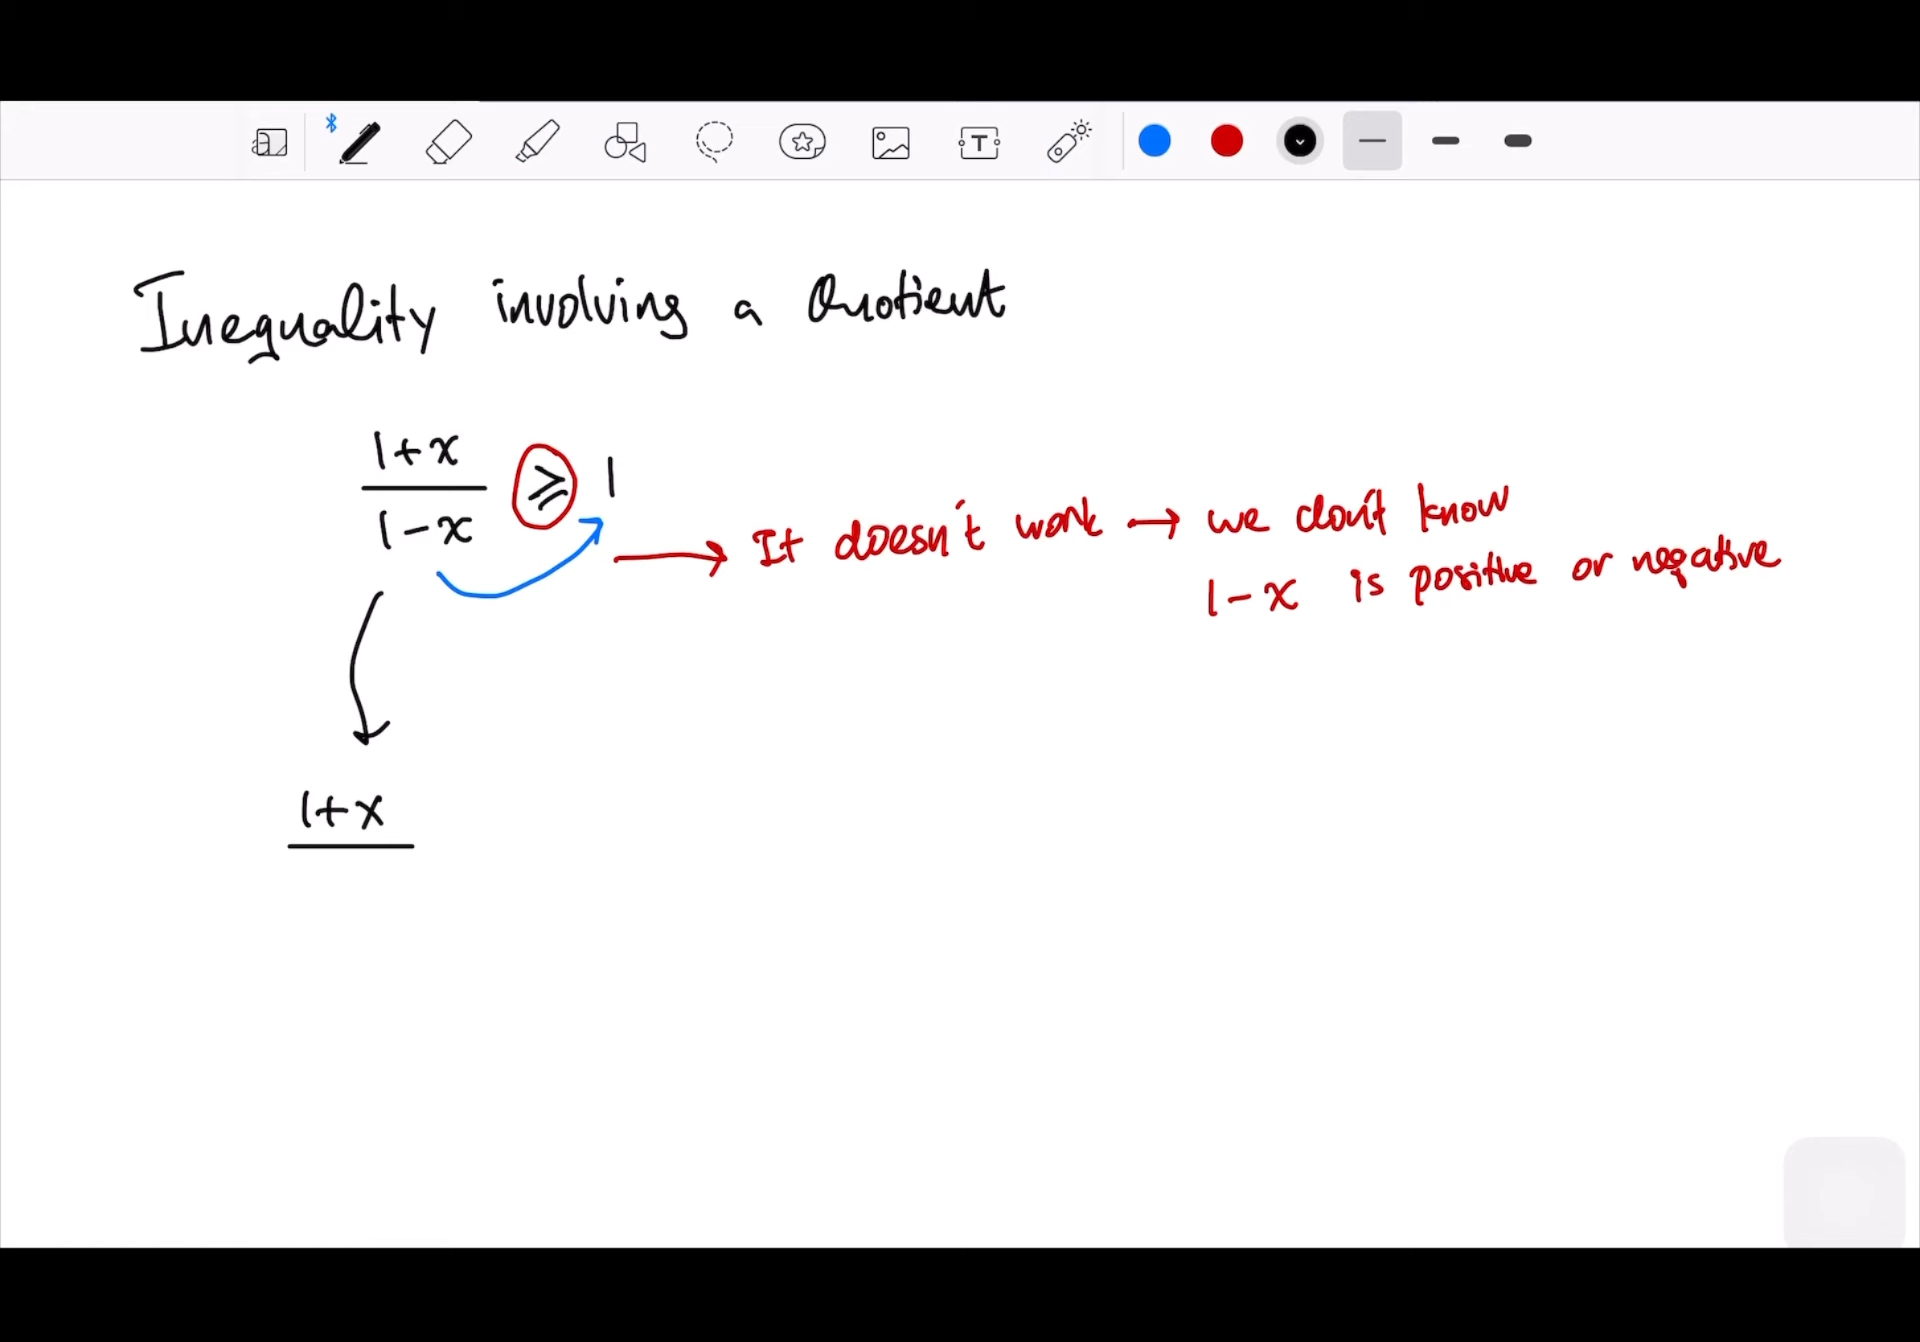 Inequality involving a Quotient
1+x
1-x
≥ 1
→ It doesn't work → we don't know
1-x is positive or negative
1+x